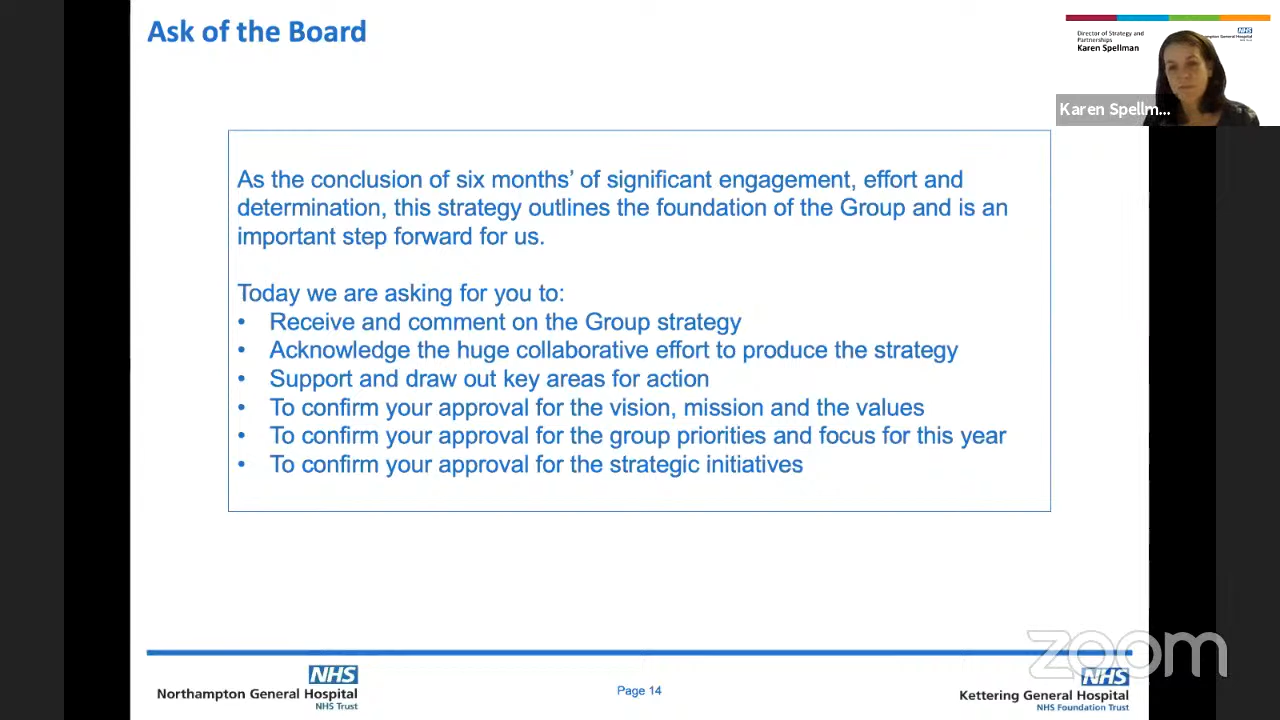 Ask of the Board
Director of Strategy and
Partnerships
Karen Spellman
NHS
Karen Spellm...
As the conclusion of six months’ of significant engagement, effort and
determination, this strategy outlines the foundation of the Group and is an
important step forward for us.
Today we are asking for you to:
• Receive and comment on the Group strategy
• Acknowledge the huge collaborative effort to produce the strategy
• Support and draw out key areas for action
• To confirm your approval for the vision, mission and the values
• To confirm your approval for the group priorities and focus for this year
• To confirm your approval for the strategic initiatives
zoom
NHS
Northampton General Hospital
NHS Trust
Page 14
NHS
Kettering General Hospital
NHS Foundation Trust